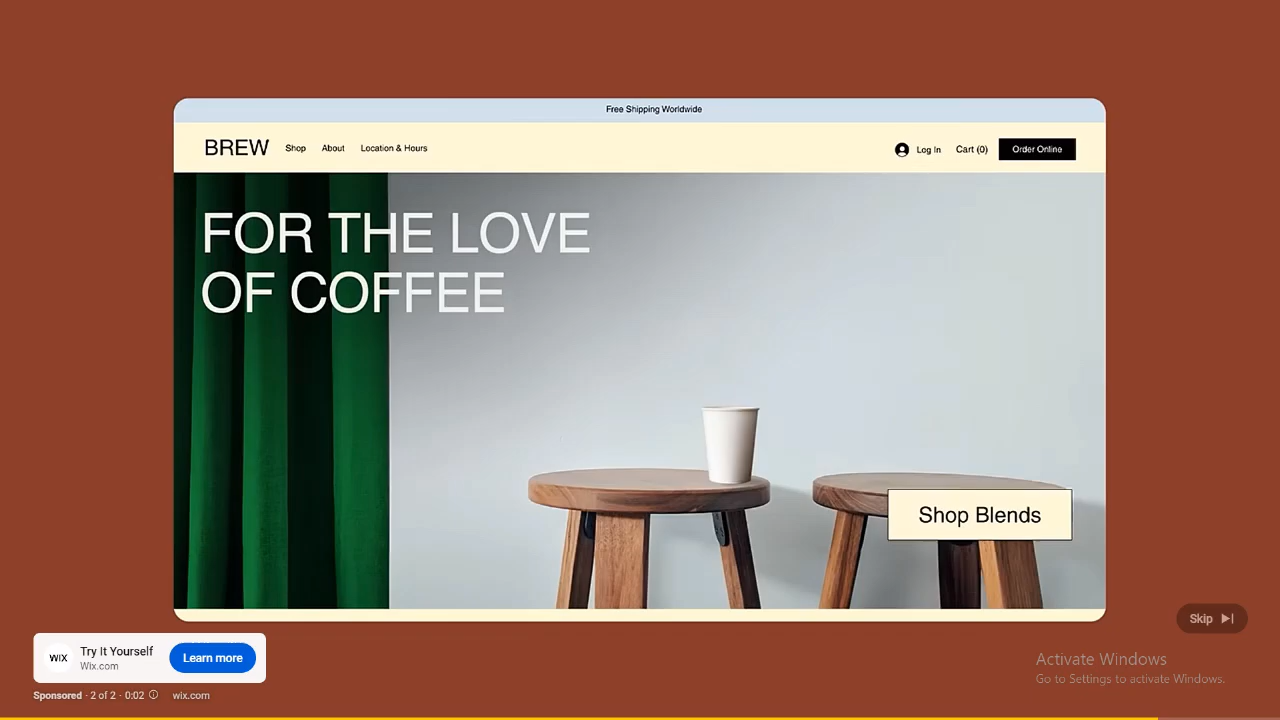 Free Shipping Worldwide
BREW Shop About Location & Hours Log In Cart (0) Order Online
FOR THE LOVE
OF COFFEE
Shop Blends
Skip
WIX Try It Yourself Learn more
Wix.com
Activate Windows
Go to Settings to activate Windows.
Sponsored · 2 of 2 · 0:02 wix.com